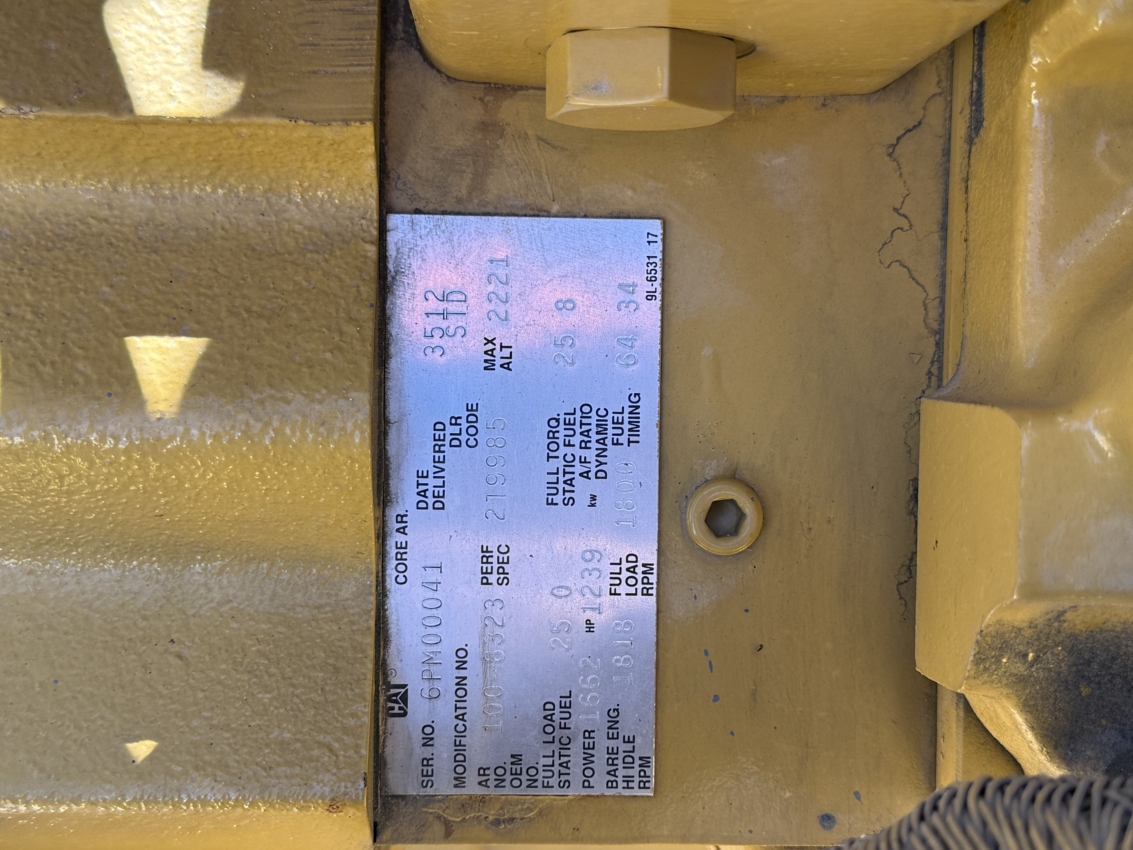 CAT®
CORE AR.
SER. NO. 6PM00041 DATE DELIVERED 3512
MODIFICATION NO. DLR CODE STD
AR NO. 100-8323 PERF SPEC 219985 MAX ALT 2221
OEM NO.
FULL LOAD STATIC FUEL 25 0 FULL TORQ. STATIC FUEL 25 8
POWER 1662 HP 1239 kw A/F RATIO DYNAMIC
BARE ENG. HI IDLE RPM 1818 FULL LOAD RPM 1800 FUEL TIMING 64 34
9L-6531 17